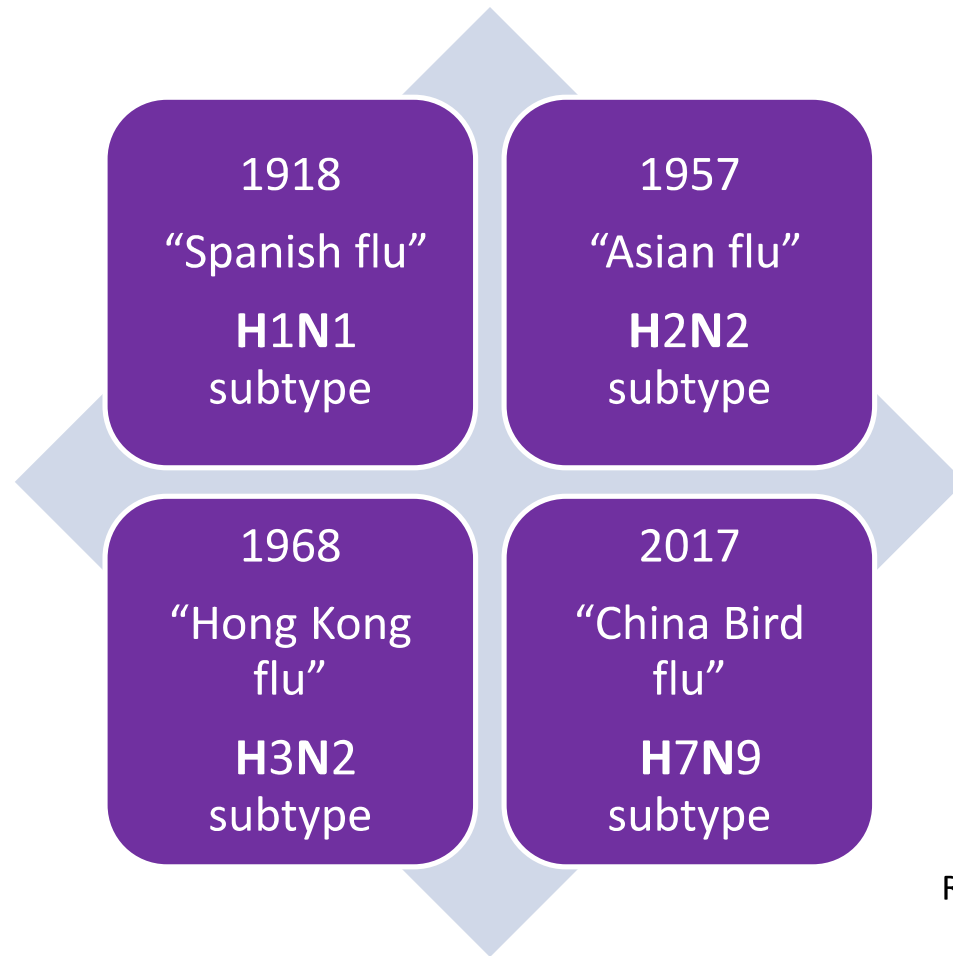 1918
“Spanish flu”
H1N1
subtype
1957
“Asian flu”
H2N2
subtype
1968
“Hong Kong
flu”
H3N2
subtype
2017
“China Bird
flu”
H7N9
subtype
R